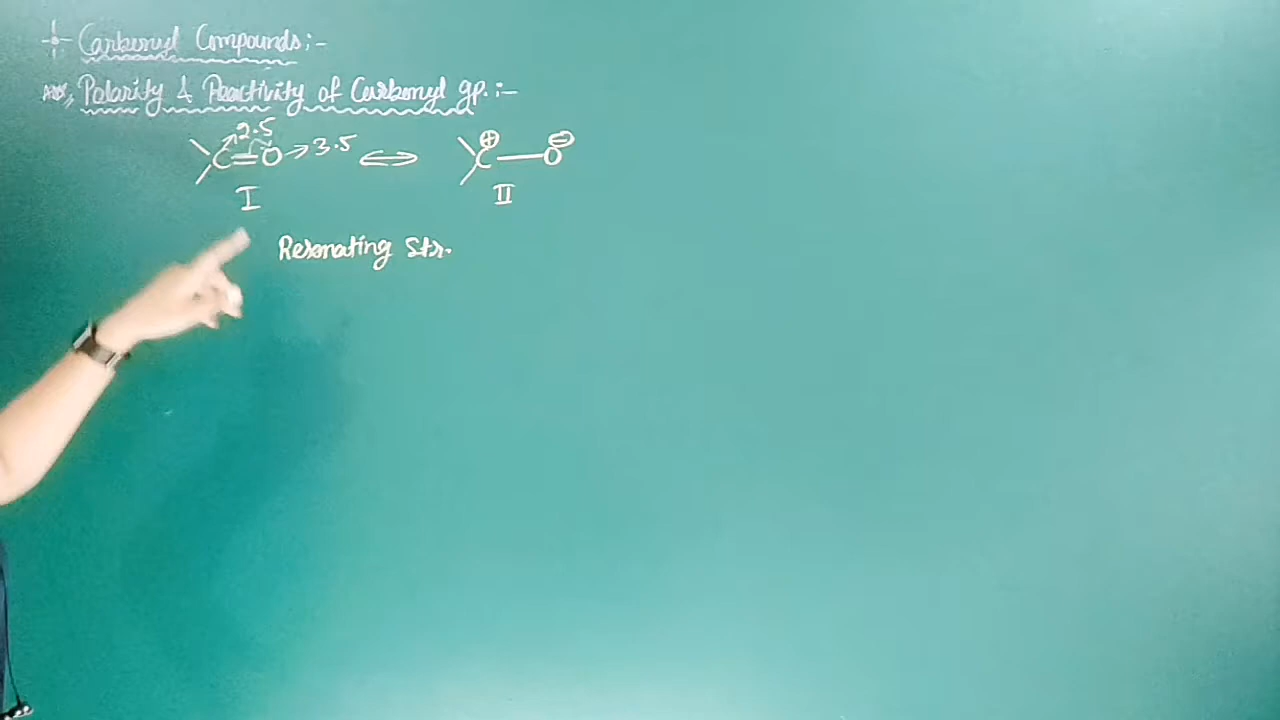 Carbonyl Compounds:-
Polarity & Reactivity of Carbonyl gp.:-
C=O 2.5 → 3.5 ⟺ C⊕—O⊖
I II
Resonating Str.